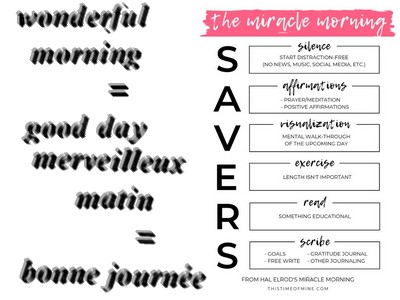 wonderful
morning
=
good day
merveilleux
matin
=
bonne journée
the miracle morning
S
silence
START DISTRACTION-FREE
(NO NEWS, MUSIC, SOCIAL MEDIA, ETC.)
A
affirmations
- PRAYER/MEDITATION
- POSITIVE AFFIRMATIONS
V
visualization
MENTAL WALK-THROUGH
OF THE UPCOMING DAY
E
exercise
LENGTH ISN'T IMPORTANT
R
read
SOMETHING EDUCATIONAL
S
scribe
- GOALS - GRATITUDE JOURNAL
- FREE WRITE - OTHER JOURNALING
FROM HAL ELROD'S MIRACLE MORNING
THISTIMEOFMINE.COM